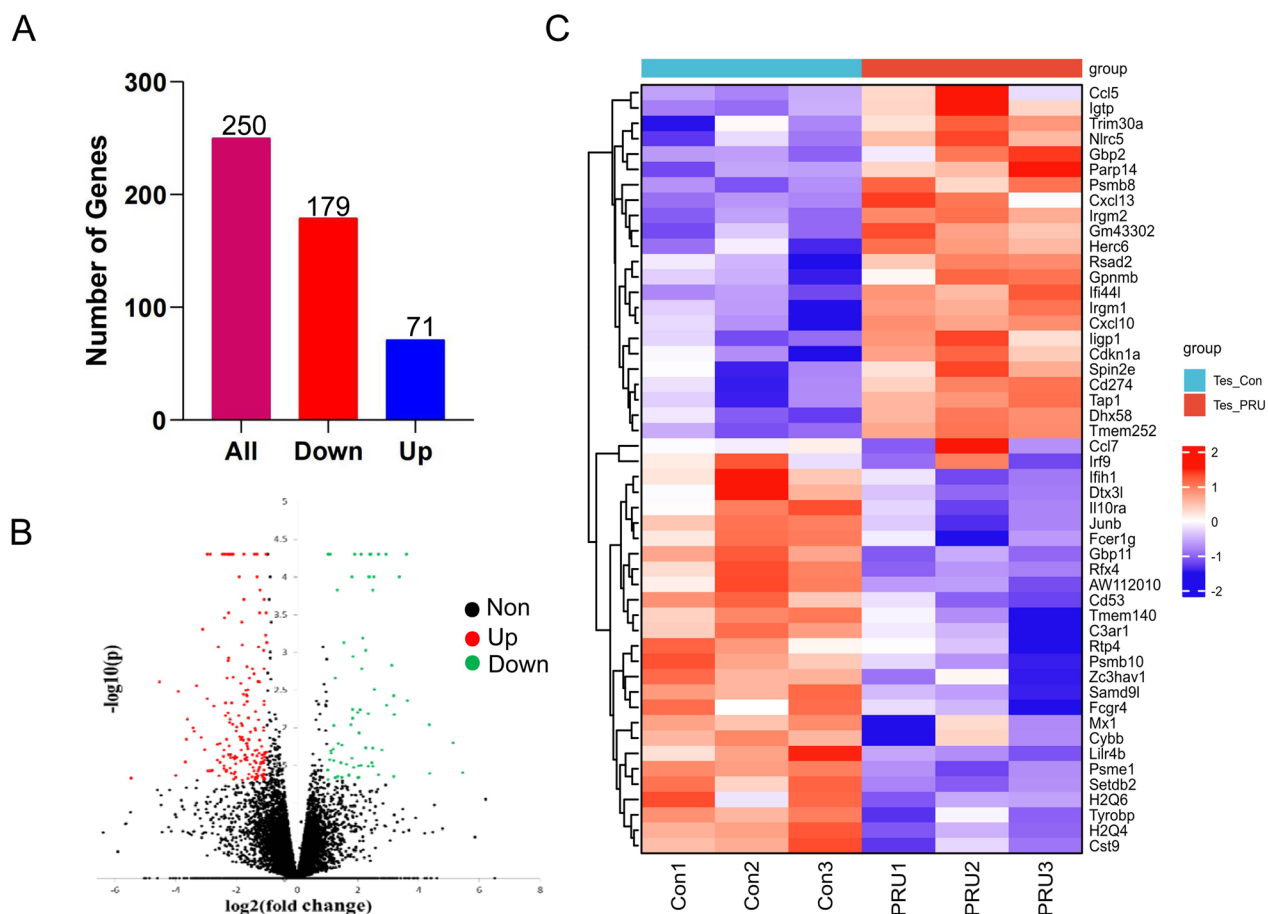 A
300
200
100
0
Number of Genes
250
179
71
All
Down
Up
B
5
4.5
4
3.5
3
2.5
2
1.5
-log10(p)
-6
-4
-2
0
2
4
6
8
log2(fold change)
Non
Up
Down
C
group
Ccl5
Igtp
Trim30a
Nlrc5
Gbp2
Parp14
Psmb8
Cxcl13
Irgm2
Gm43302
Herc6
Rsad2
Gpnmb
Ifi44l
Irgm1
Cxcl10
Iigp1
Cdkn1a
Spin2e
Cd274
Tap1
Dhx58
Tmem252
Ccl7
Irf9
Ifih1
Dtx3l
Il10ra
Junb
Fcer1g
Gbp11
Rfx4
AW112010
Cd53
Tmem140
C3ar1
Rtp4
Psmb10
Zc3hav1
Samd9l
Fcgr4
Mx1
Cybb
Lilr4b
Psme1
Setdb2
H2Q6
Tyrobp
H2Q4
Cst9
Con1
Con2
Con3
PRU1
PRU2
PRU3
group
Tes_Con
Tes_PRU
2
1
0
-1
-2